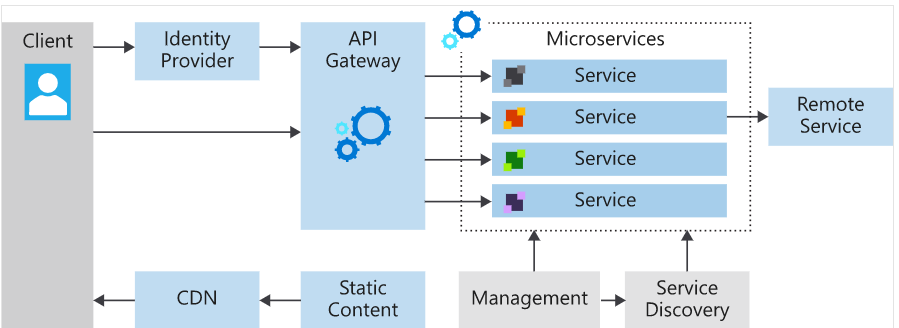 Client
Identity
Provider
API
Gateway
Microservices
Service
Service
Service
Service
Remote
Service
CDN
Static
Content
Management
Service
Discovery